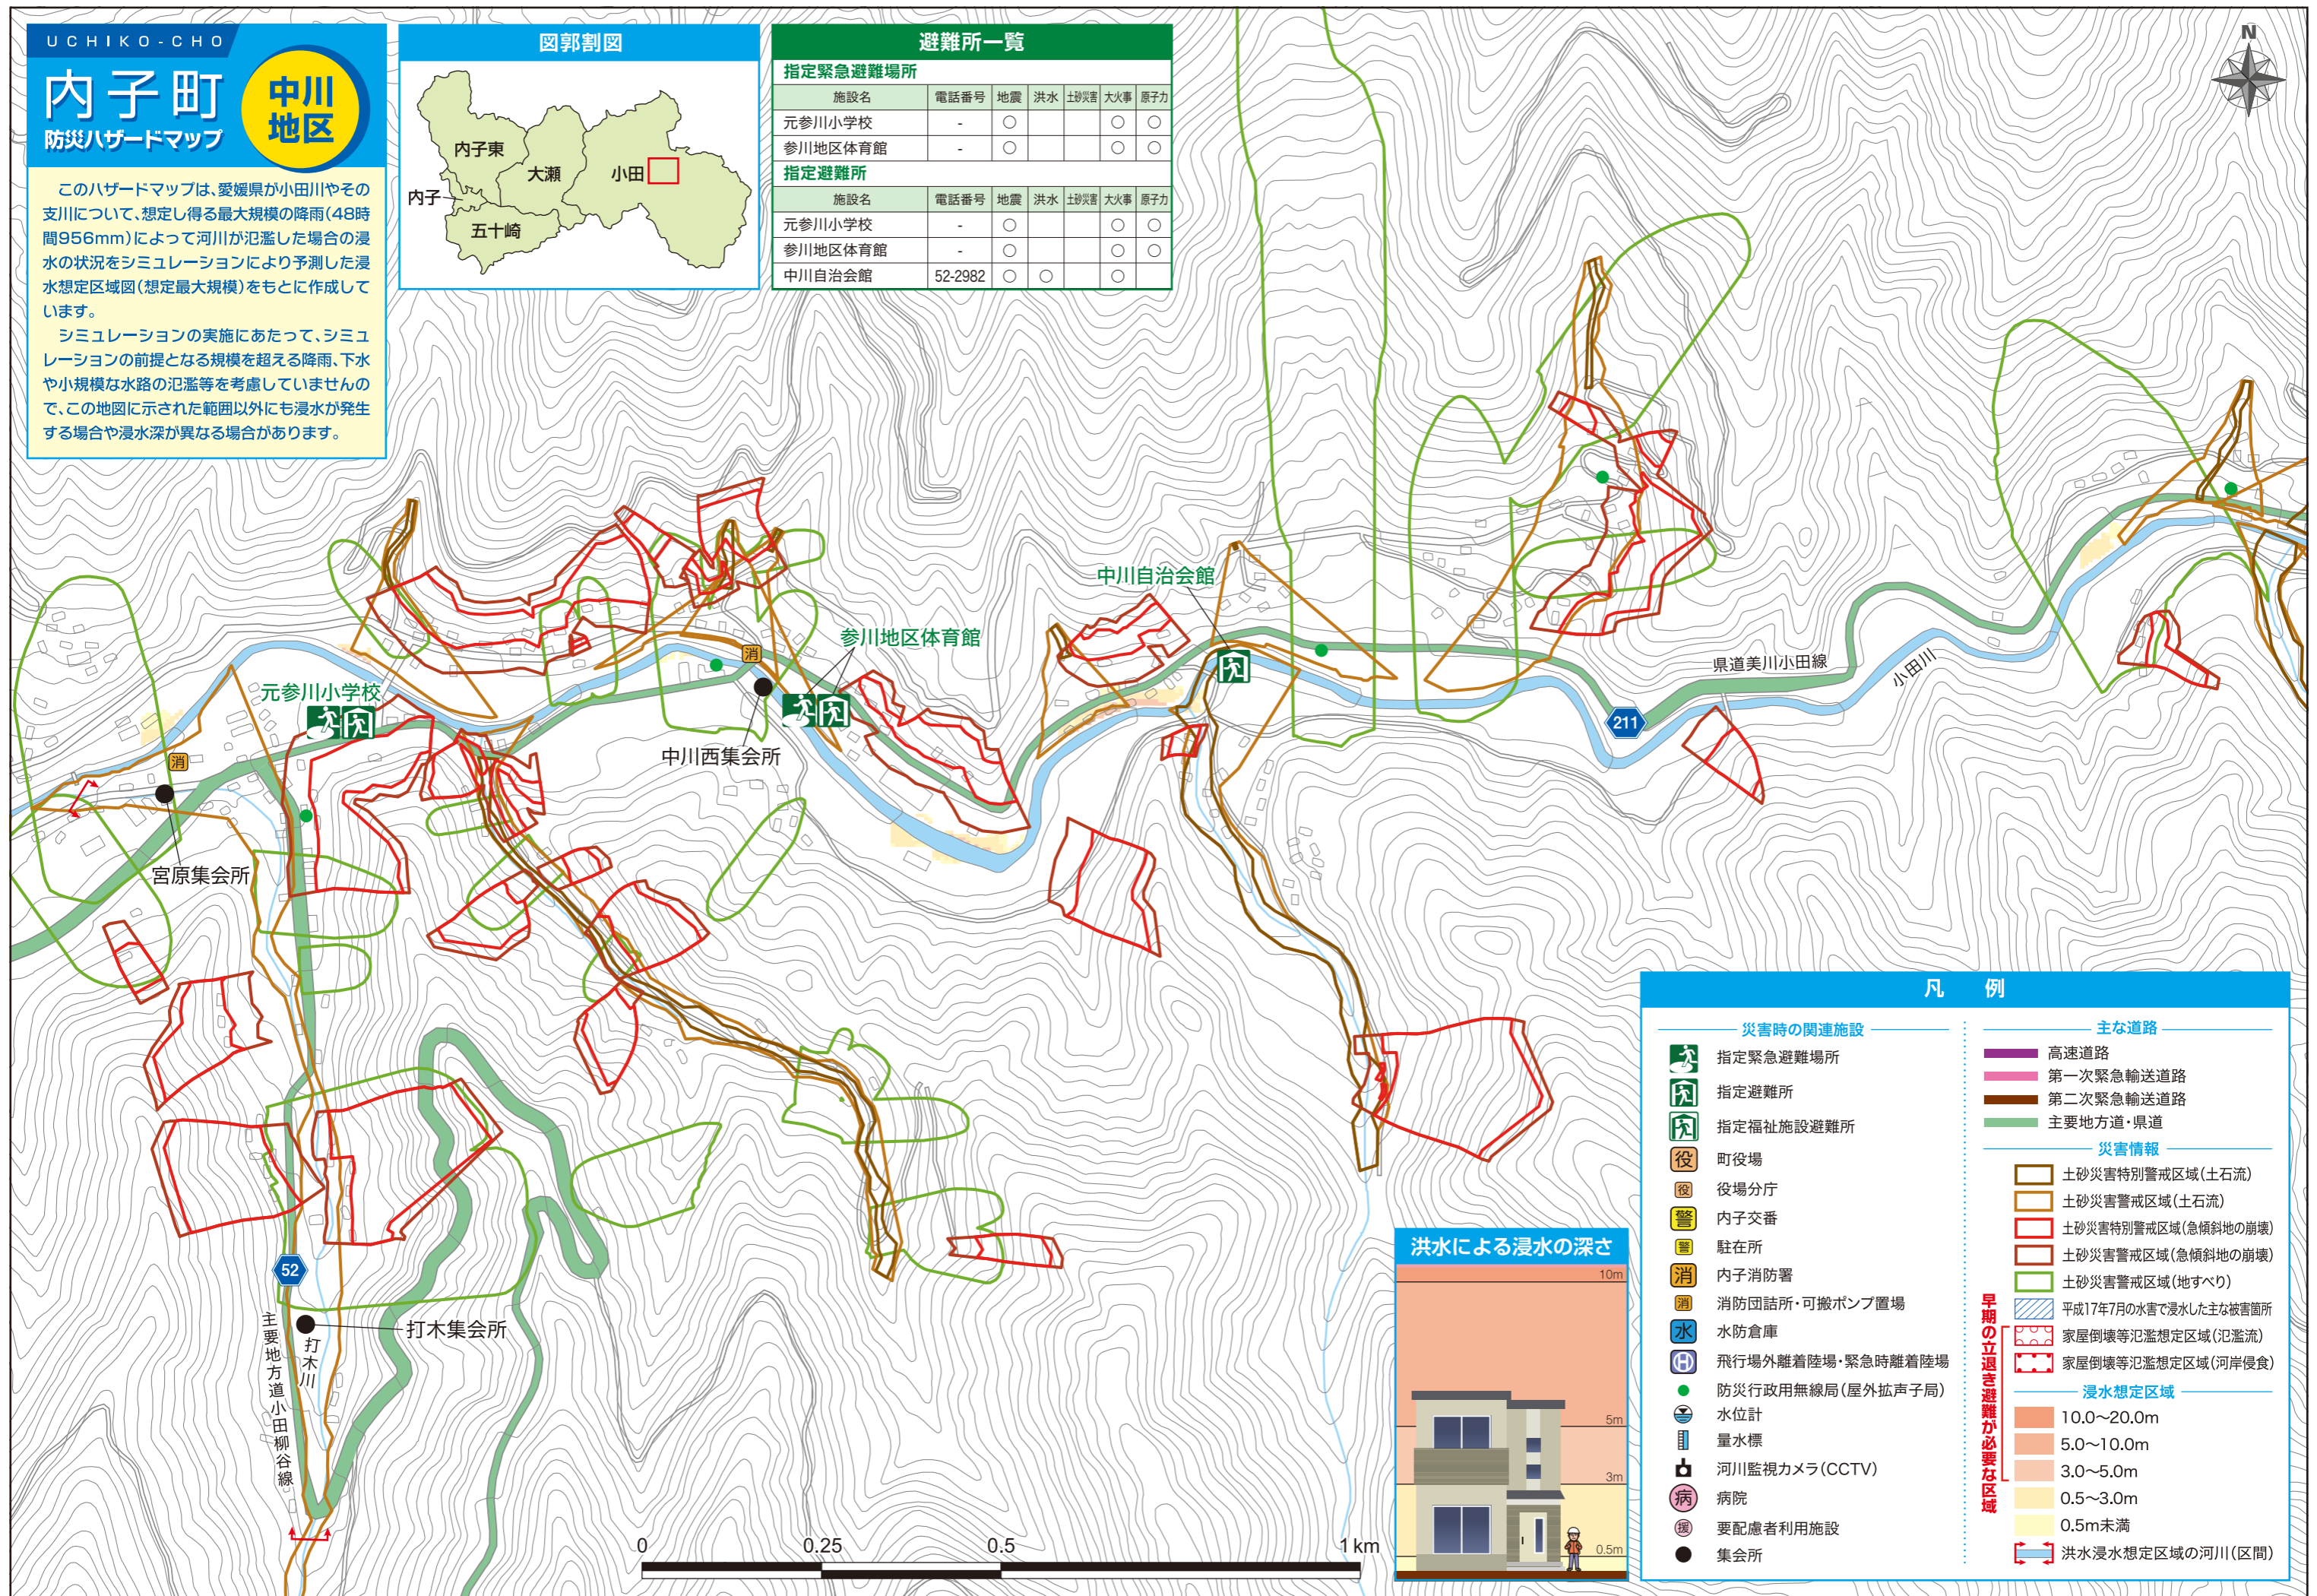 UCHIKO-CHO
内子町
防災ハザードマップ
中川
地区
このハザードマップは、愛媛県が小田川やその
支川について、想定し得る最大規模の降雨(48時
間956mm)によって河川が氾濫した場合の浸
水の状況をシミュレーションにより予測した浸
水想定区域図(想定最大規模)をもとに作成して
います。
シミュレーションの実施にあたって、シミュ
レーションの前提となる規模を超える降雨、下水
や小規模な水路の氾濫等を考慮していませんの
で、この地図に示された範囲以外にも浸水が発生
する場合や浸水深が異なる場合があります。
図郭割図
内子東
大瀬
小田
内子
五十崎
避難所一覧
指定緊急避難場所
施設名 電話番号 地震 洪水 土砂災害 大火事 原子力
元参川小学校 - ○ ○ ○
参川地区体育館 - ○ ○ ○
指定避難所
施設名 電話番号 地震 洪水 土砂災害 大火事 原子力
元参川小学校 - ○ ○ ○
参川地区体育館 - ○ ○ ○
中川自治会館 52-2982 ○ ○ ○
N
中川自治会館
参川地区体育館
消
元参川小学校
県道美川小田線
小田川
211
中川西集会所
消
宮原集会所
52
打木集会所
主要地方道小田柳谷線
打木川
0 0.25 0.5 1km
洪水による浸水の深さ
10m
5m
3m
0.5m
凡 例
災害時の関連施設
指定緊急避難場所
指定避難所
指定福祉施設避難所
役 町役場
役 役場分庁
警 内子交番
警 駐在所
消 内子消防署
消 消防団詰所・可搬ポンプ置場
水 水防倉庫
H 飛行場外離着陸場・緊急時離着陸場
防災行政用無線局(屋外拡声子局)
水位計
量水標
河川監視カメラ(CCTV)
病 病院
援 要配慮者利用施設
集会所
主な道路
高速道路
第一次緊急輸送道路
第二次緊急輸送道路
主要地方道・県道
災害情報
土砂災害特別警戒区域(土石流)
土砂災害警戒区域(土石流)
土砂災害特別警戒区域(急傾斜地の崩壊)
土砂災害警戒区域(急傾斜地の崩壊)
土砂災害警戒区域(地すべり)
平成17年7月の水害で浸水した主な被害箇所
家屋倒壊等氾濫想定区域(氾濫流)
家屋倒壊等氾濫想定区域(河岸侵食)
早期の立退き避難が必要な区域
浸水想定区域
10.0〜20.0m
5.0〜10.0m
3.0〜5.0m
0.5〜3.0m
0.5m未満
洪水浸水想定区域の河川(区間)